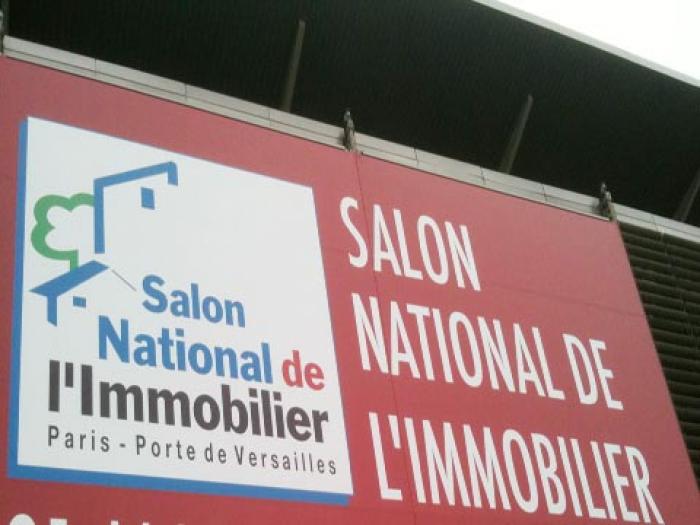 Salon
National de
l'Immobilier
Paris - Porte de Versailles
SALON
NATIONAL DE
L'IMMOBILIER